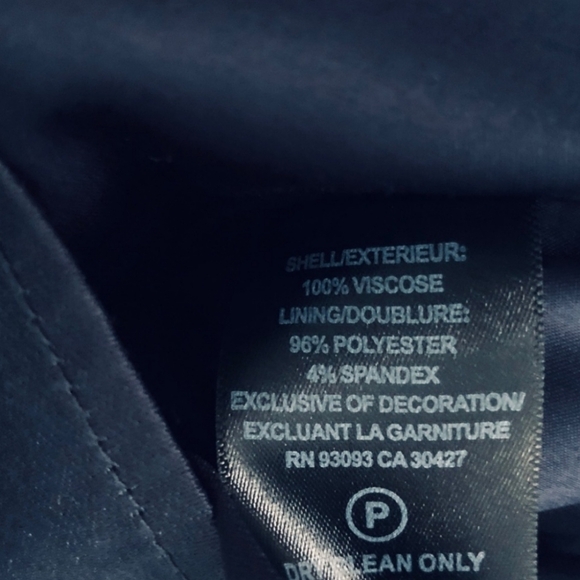 SHELL/EXTERIEUR:
100% VISCOSE
LINING/DOUBLURE:
96% POLYESTER
4% SPANDEX
EXCLUSIVE OF DECORATION/
EXCLUANT LA GARNITURE
RN 93093 CA 30427
P
DRY CLEAN ONLY